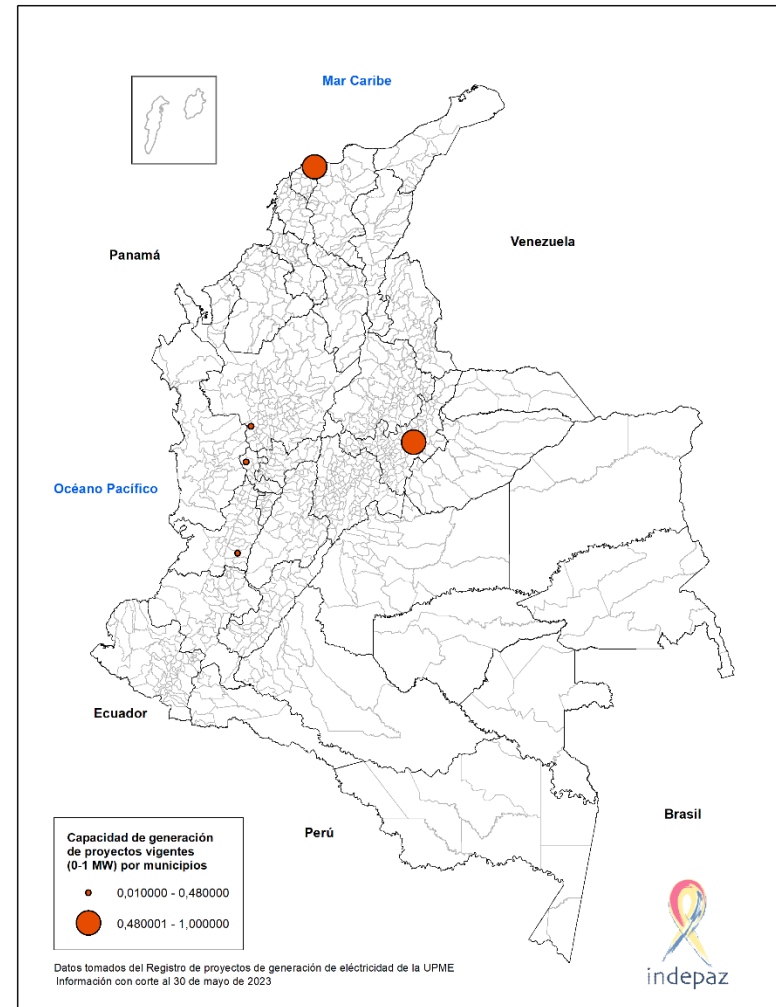 Mar Caribe
Panamá
Venezuela
Océano Pacífico
Ecuador
Perú
Brasil
Capacidad de generación
de proyectos vigentes
(0-1 MW) por municipios
0,010000 - 0,480000
0,480001 - 1,000000
Datos tomados del Registro de proyectos de generación de eléctricidad de la UPME
Información con corte al 30 de mayo de 2023
indepaz